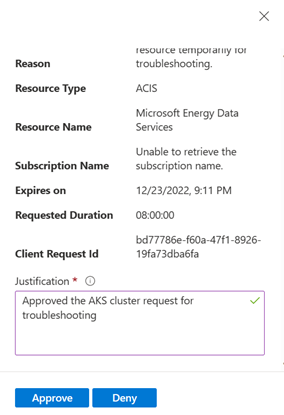 resource temporarily for
Reason troubleshooting.
Resource Type ACIS
Microsoft Energy Data
Resource Name Services
Unable to retrieve the
Subscription Name subscription name.
Expires on 12/23/2022, 9:11 PM
Requested Duration 08:00:00
bd77786e-f60a-47f1-8926-
Client Request Id 19fa73dba6fa
Justification *
Approved the AKS cluster request for
troubleshooting
Approve Deny